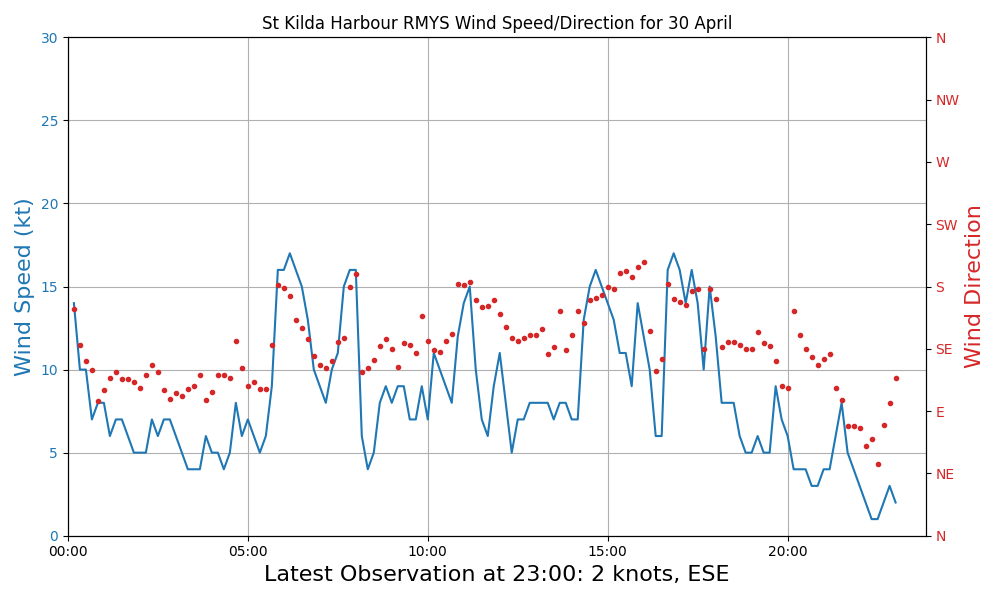 St Kilda Harbour RMYS Wind Speed/Direction for 30 April
30
25
20
15
10
5
0
Wind Speed (kt)
N
NW
W
SW
S
SE
E
NE
N
Wind Direction
00:00 05:00 10:00 15:00 20:00
Latest Observation at 23:00: 2 knots, ESE